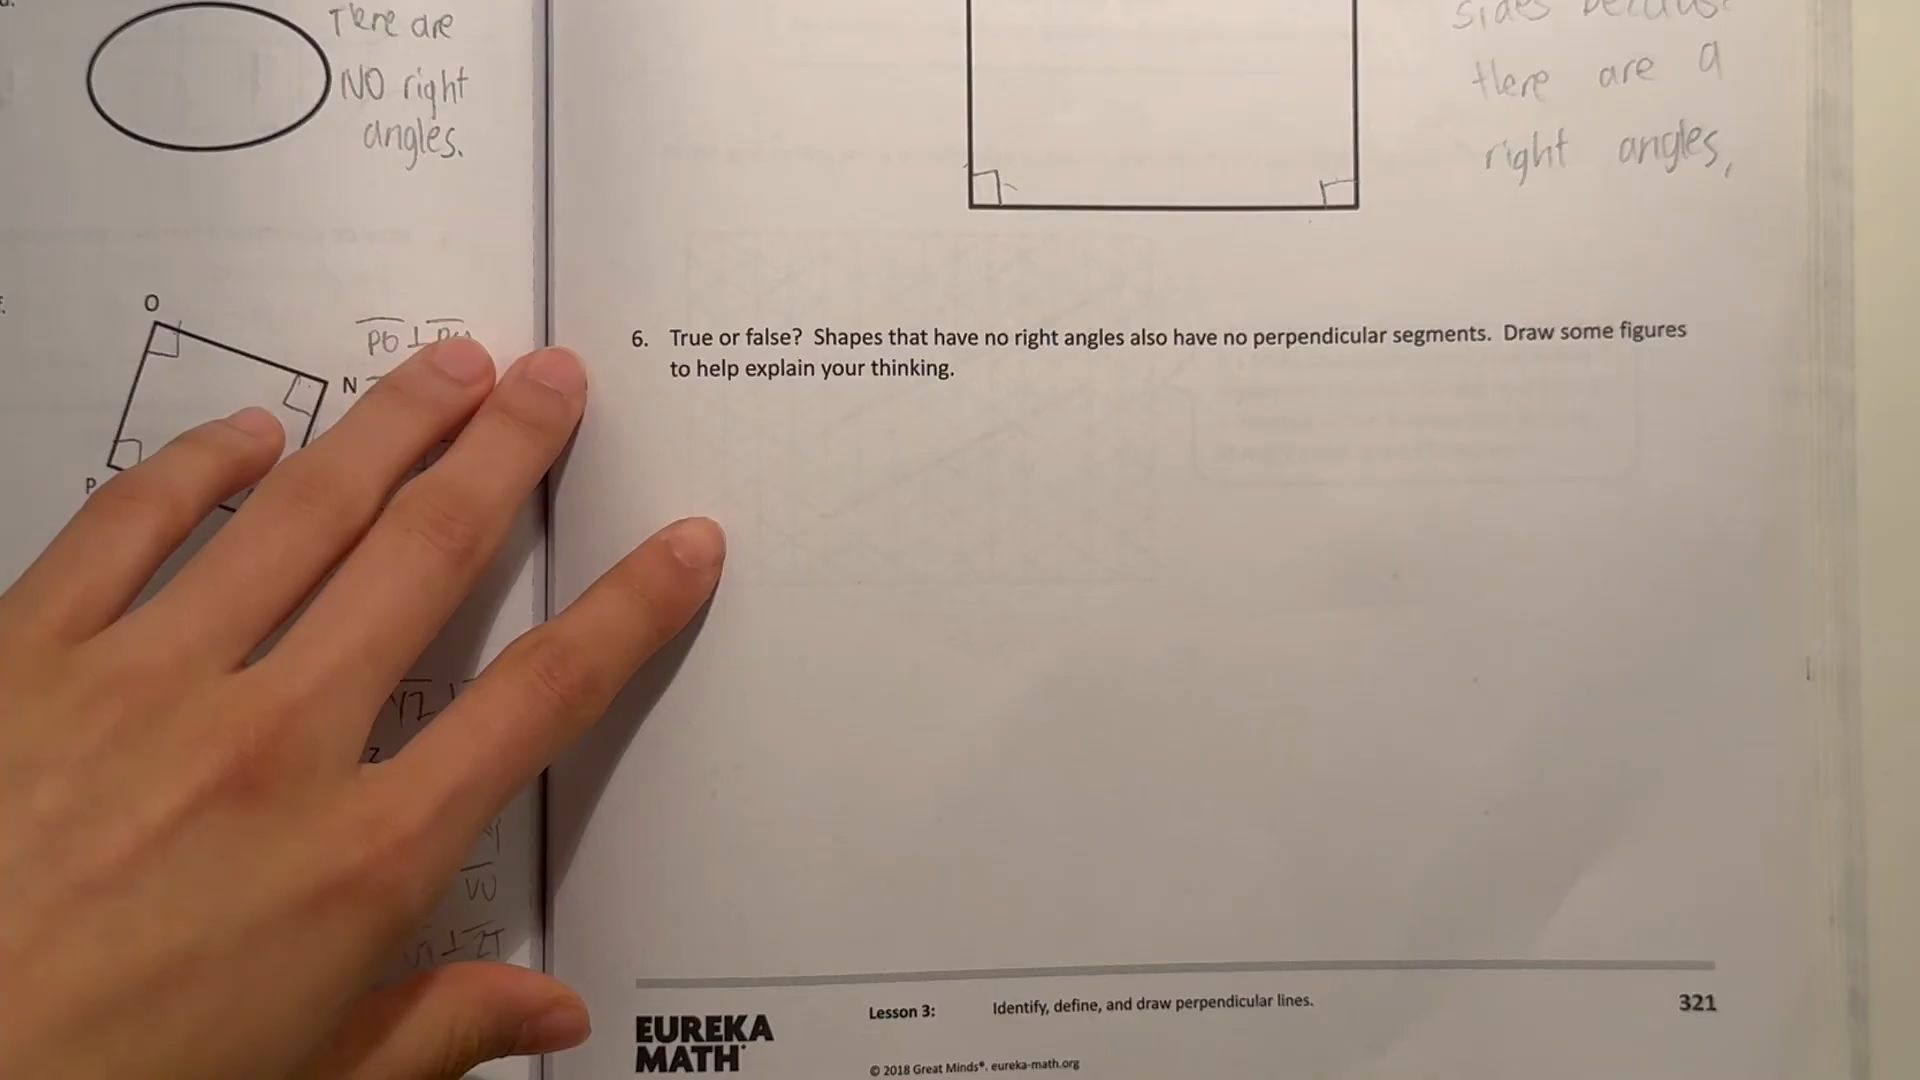 There are
NO right
angles.
O
N
P
Z
VU
sides
there are a
right angles,
6. True or false? Shapes that have no right angles also have no perpendicular segments. Draw some figures
to help explain your thinking.
EUREKA
MATH
Lesson 3: Identify, define, and draw perpendicular lines.
321
© 2018 Great Minds®. eureka-math.org